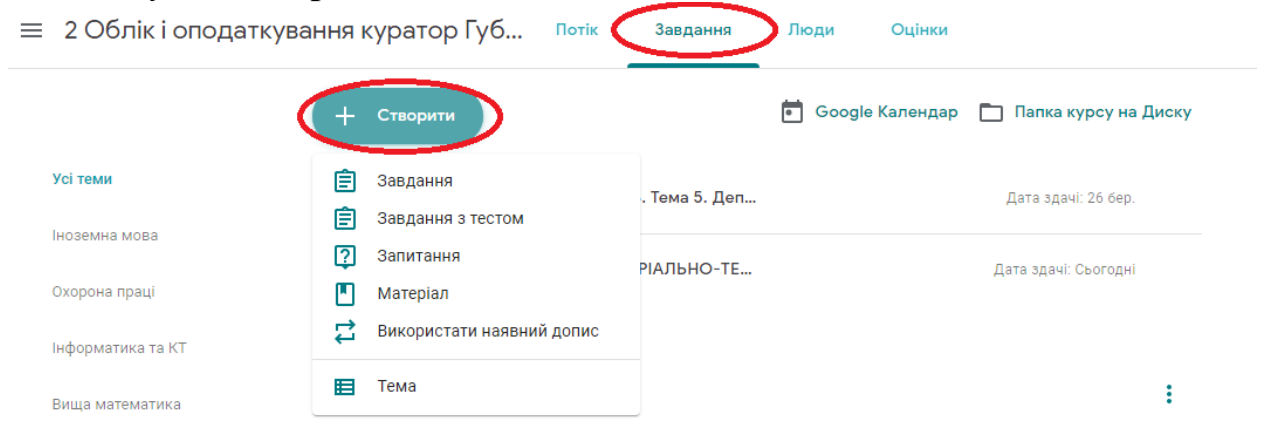 2 Облік і оподаткування куратор Губ... Потік Завдання Люди Оцінки
Створити Google Календар Папка курсу на Диску
Усі теми
Іноземна мова
Охорона праці
Інформатика та КТ
Вища математика
Завдання
Завдання з тестом
Запитання
Матеріал
Використати наявний допис
Тема
. Тема 5. Деп... Дата здачі: 26 бер.
РІАЛЬНО-ТЕ... Дата здачі: Сьогодні